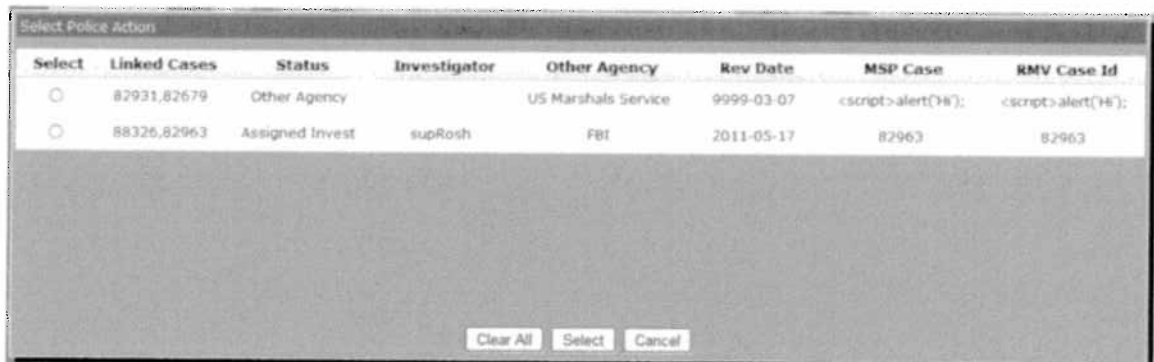 Select Police Action
Select Linked Cases Status Investigator Other Agency Rev Date MSP Case RMV Case Id
82931,82679 Other Agency US Marshals Service 9999-03-07 <script>alert('Hi'); <script>alert('Hi');
88326,82963 Assigned Invest supRosh FBI 2011-05-17 82963 82963
Clear All Select Cancel